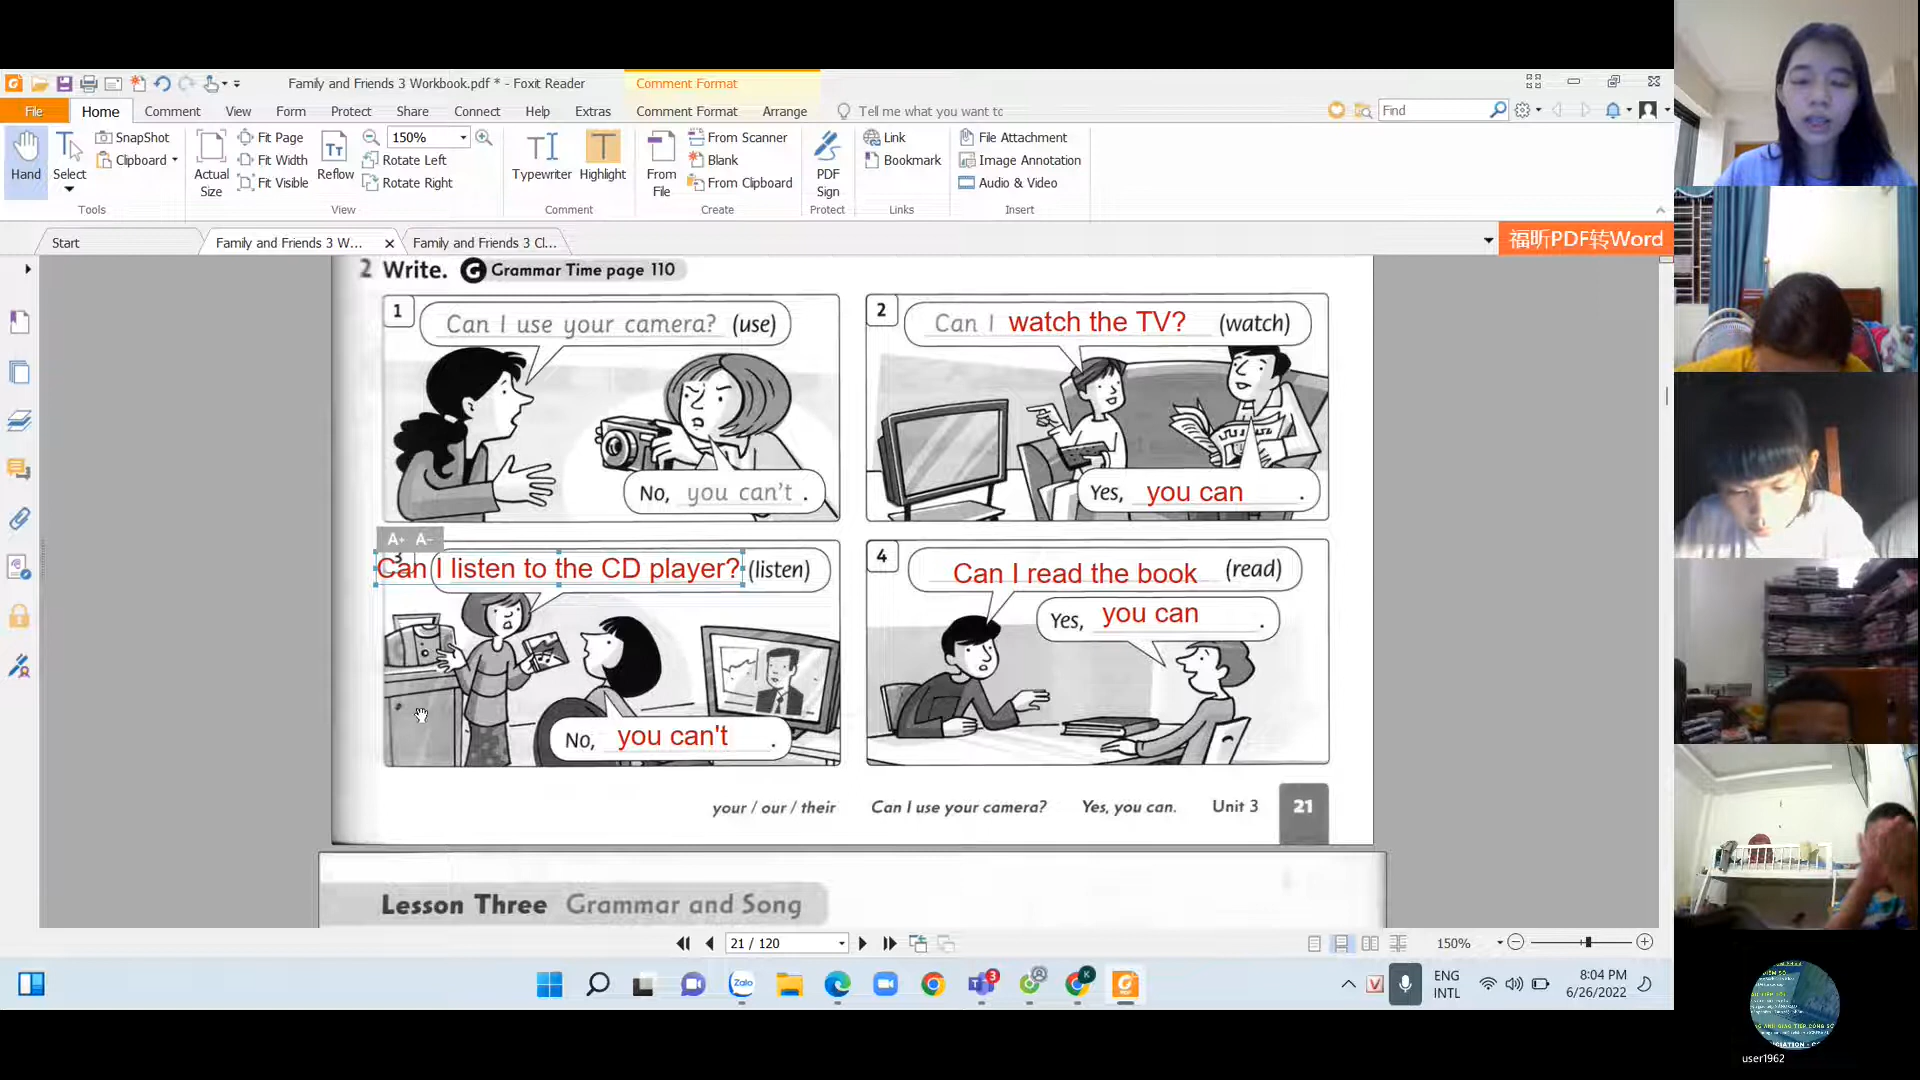 Family and Friends 3 Workbook.pdf * - Foxit Reader
Comment Format
File
Home
Comment
View
Form
Protect
Share
Connect
Help
Extras
Comment Format
Arrange
Tell me what you want to
Find
Hand
Select
SnapShot
Clipboard
Tools
Actual Size
Fit Page
Fit Width
Fit Visible
Reflow
150%
Rotate Left
Rotate Right
View
Typewriter
Highlight
Comment
From File
From Scanner
Blank
From Clipboard
Create
PDF Sign
Protect
Link
Bookmark
Links
File Attachment
Image Annotation
Audio & Video
Insert
Start
Family and Friends 3 W...
Family and Friends 3 Cl...
福昕PDF转Word
2 Write. G Grammar Time page 110
1
Can I use your camera? (use)
No, you can't .
2
Can I watch the TV? (watch)
Yes, you can .
A+ A-
3
Can I listen to the CD player? (listen)
No, you can't .
4
Can I read the book (read)
Yes, you can .
your / our / their Can I use your camera? Yes, you can. Unit 3 21
Lesson Three Grammar and Song
21 / 120
150%
Zalo
3
K
V
ENG
INTL
8:04 PM
6/26/2022
user1962